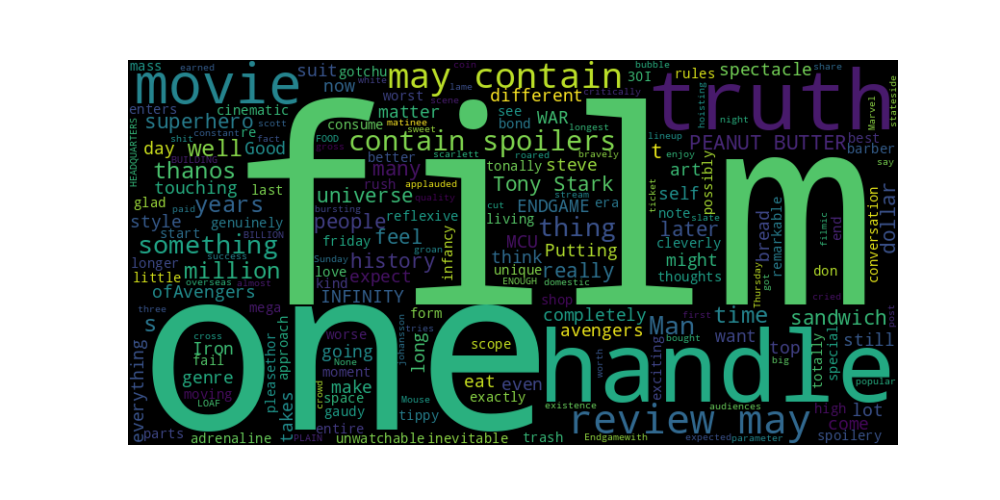 mass earned suit gotchu may contain coin bubble 3OI rules spectacle share
movie now worst lame different white critically truth
enters cinematic matter see WAR night Marvel stateside
superhero scott consume bond scene matinee longest hoisting
constant re FOOD sweet lineup PEANUT BUTTER best
HEADQUARTERS shit fact contain spoilers t barber
day well Good better roared bravely enjoy say
BUILDING gross scarlett tonally steve art possibly
thanos many rush Tony Stark self
touching last universe applauded stream ticket
glad years quality cut ENDGAME era note slate dollar
style paid genuinely people reflexive living thing later bread remarkable filmic end conversation
start BILLION friday feel bursting groan MCU Putting cleverly
something Sunday history infancy think unique really might
longer success love expect ENOUGH domestic thoughts Thursday got don
little million kind
ofAvengers overseas almost mega INFINITY shop cried
film
three form completely Man first time sandwich post
s cross worse tries Johansson avengers bought want still
Iron going long scope exciting top totally special
everything fail None moment worth big
genre pleasethor approach make eat even popular
moving space Mouse exactly
LOAF crowd gaudy tippy existence audiences high lot
one handle
takes entire review may come
parts adrenaline PLAIN unwatchable inevitable trash Endgamewith expected parameter spoilery